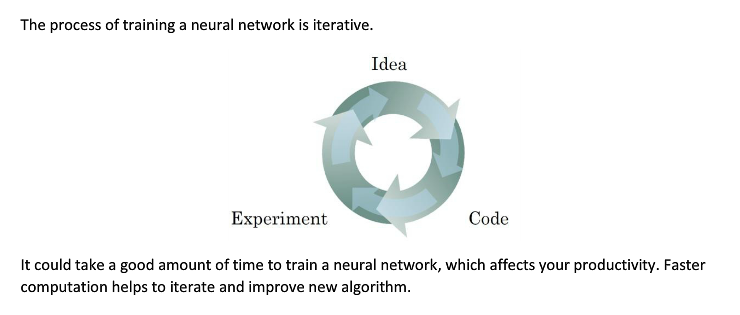 The process of training a neural network is iterative.
Idea
Experiment
Code
It could take a good amount of time to train a neural network, which affects your productivity. Faster
computation helps to iterate and improve new algorithm.